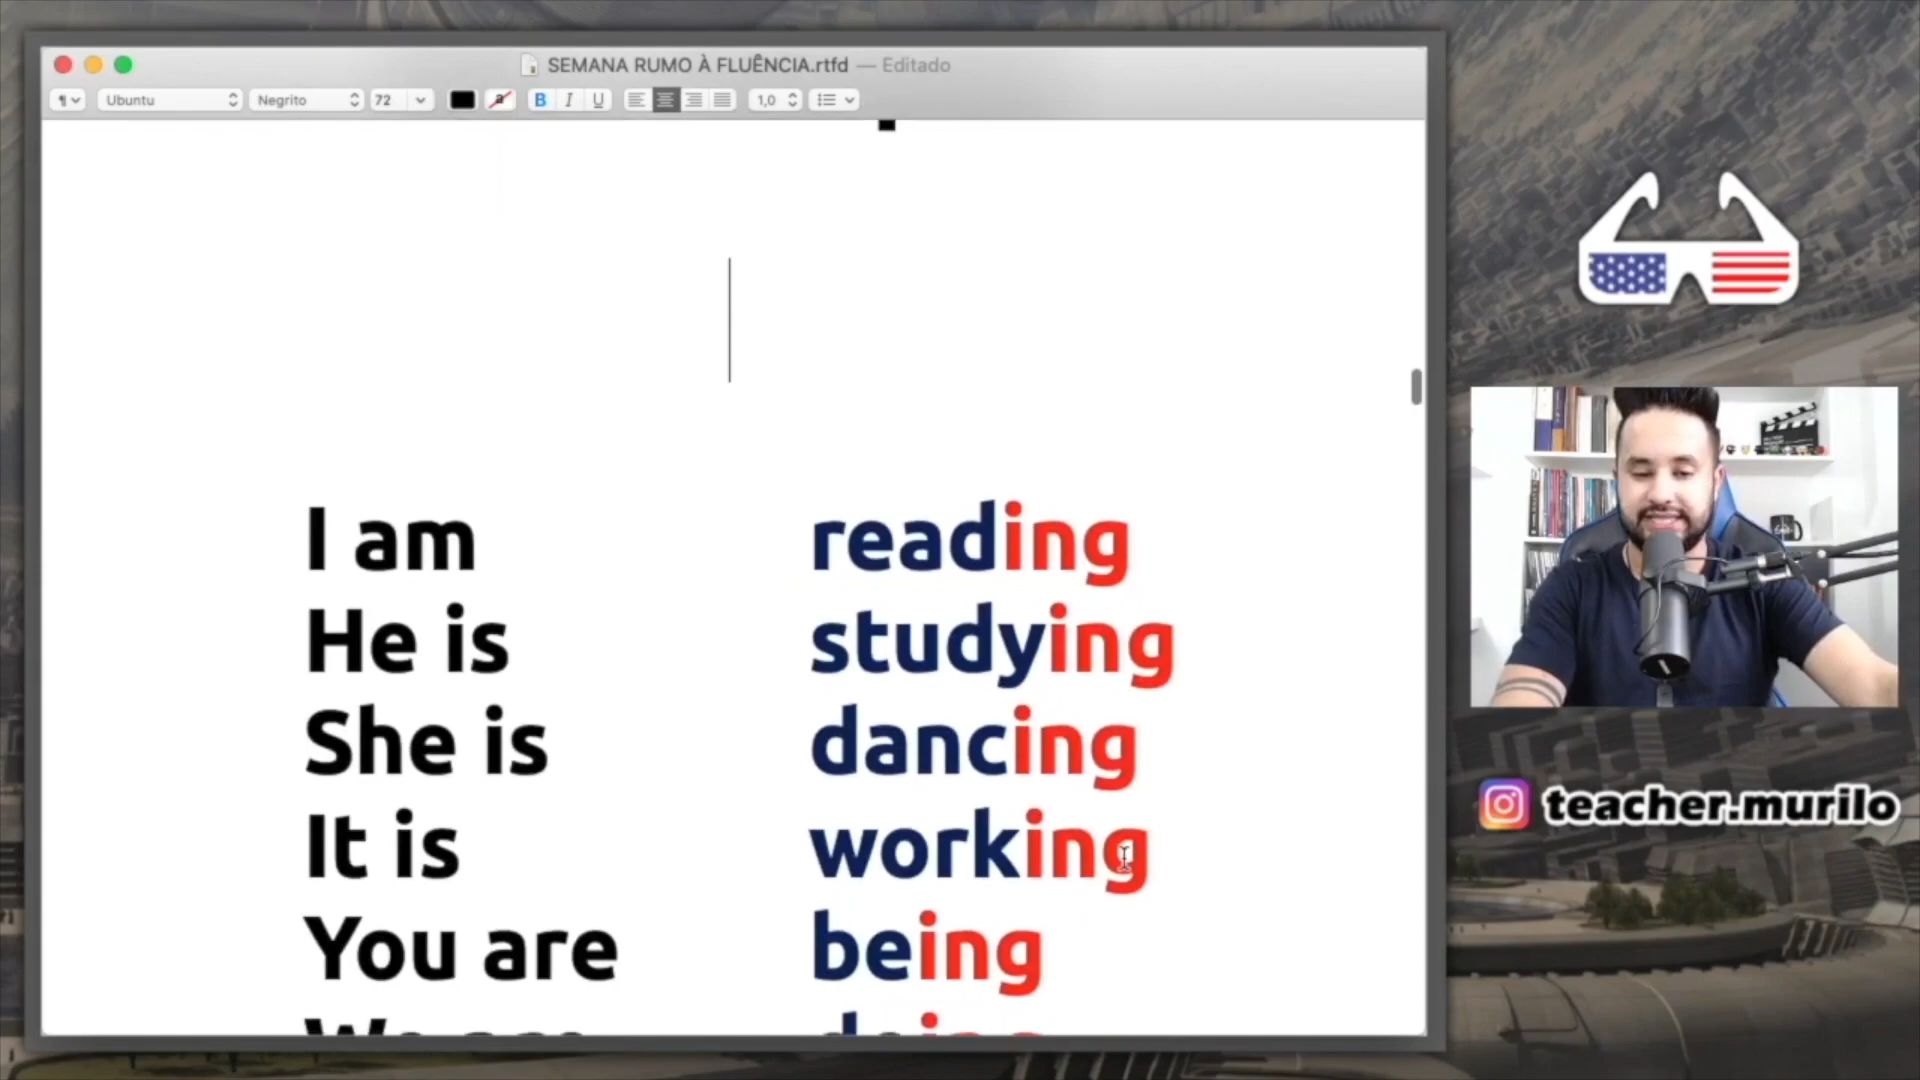 SEMANA RUMO À FLUÊNCIA.rtfd — Editado
Ubuntu Negrito 72 a B I U 1,0
I am reading
He is studying
She is dancing
It is working
You are being
teacher.murilo